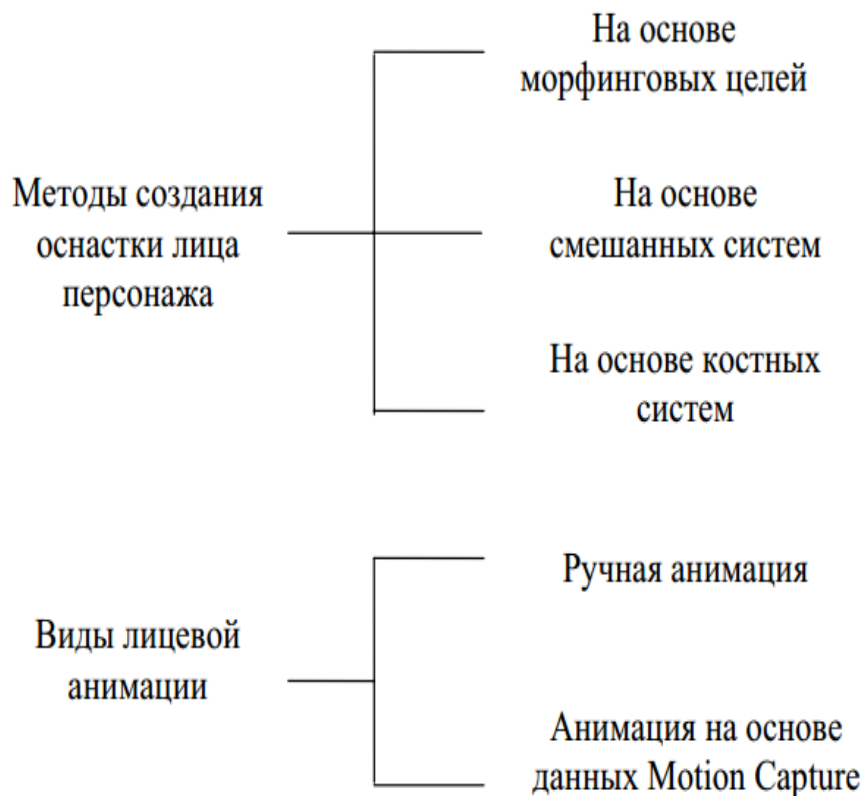 Методы создания
оснастки лица
персонажа
На основе
морфинговых целей
На основе
смешанных систем
На основе костных
систем
Виды лицевой
анимации
Ручная анимация
Анимация на основе
данных Motion Capture